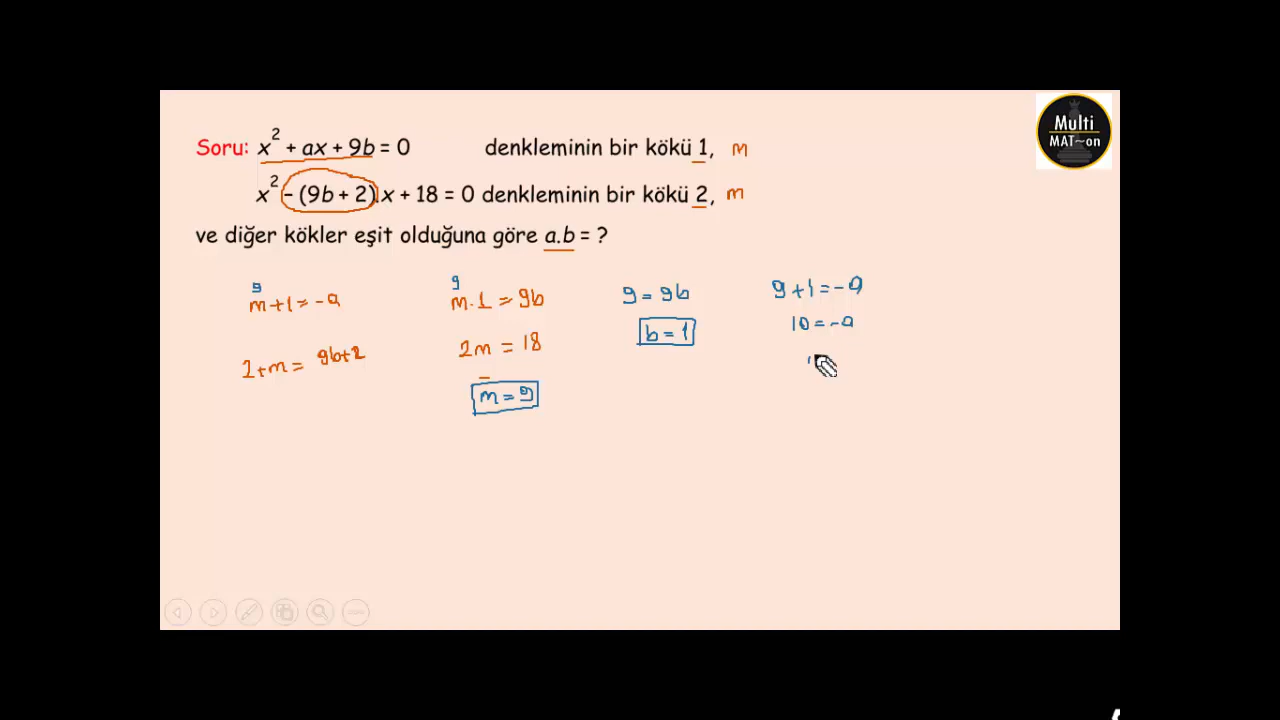 Multi
MAT~on
Soru: x² + ax + 9b = 0 denkleminin bir kökü 1, m
x² - (9b + 2).x + 18 = 0 denkleminin bir kökü 2, m
ve diğer kökler eşit olduğuna göre a.b = ?
9
m+1=-a
2+m= 9b+2
9
m.1=9b
2m=18
m=9
9=9b
b=1
9+1=-a
10=-a